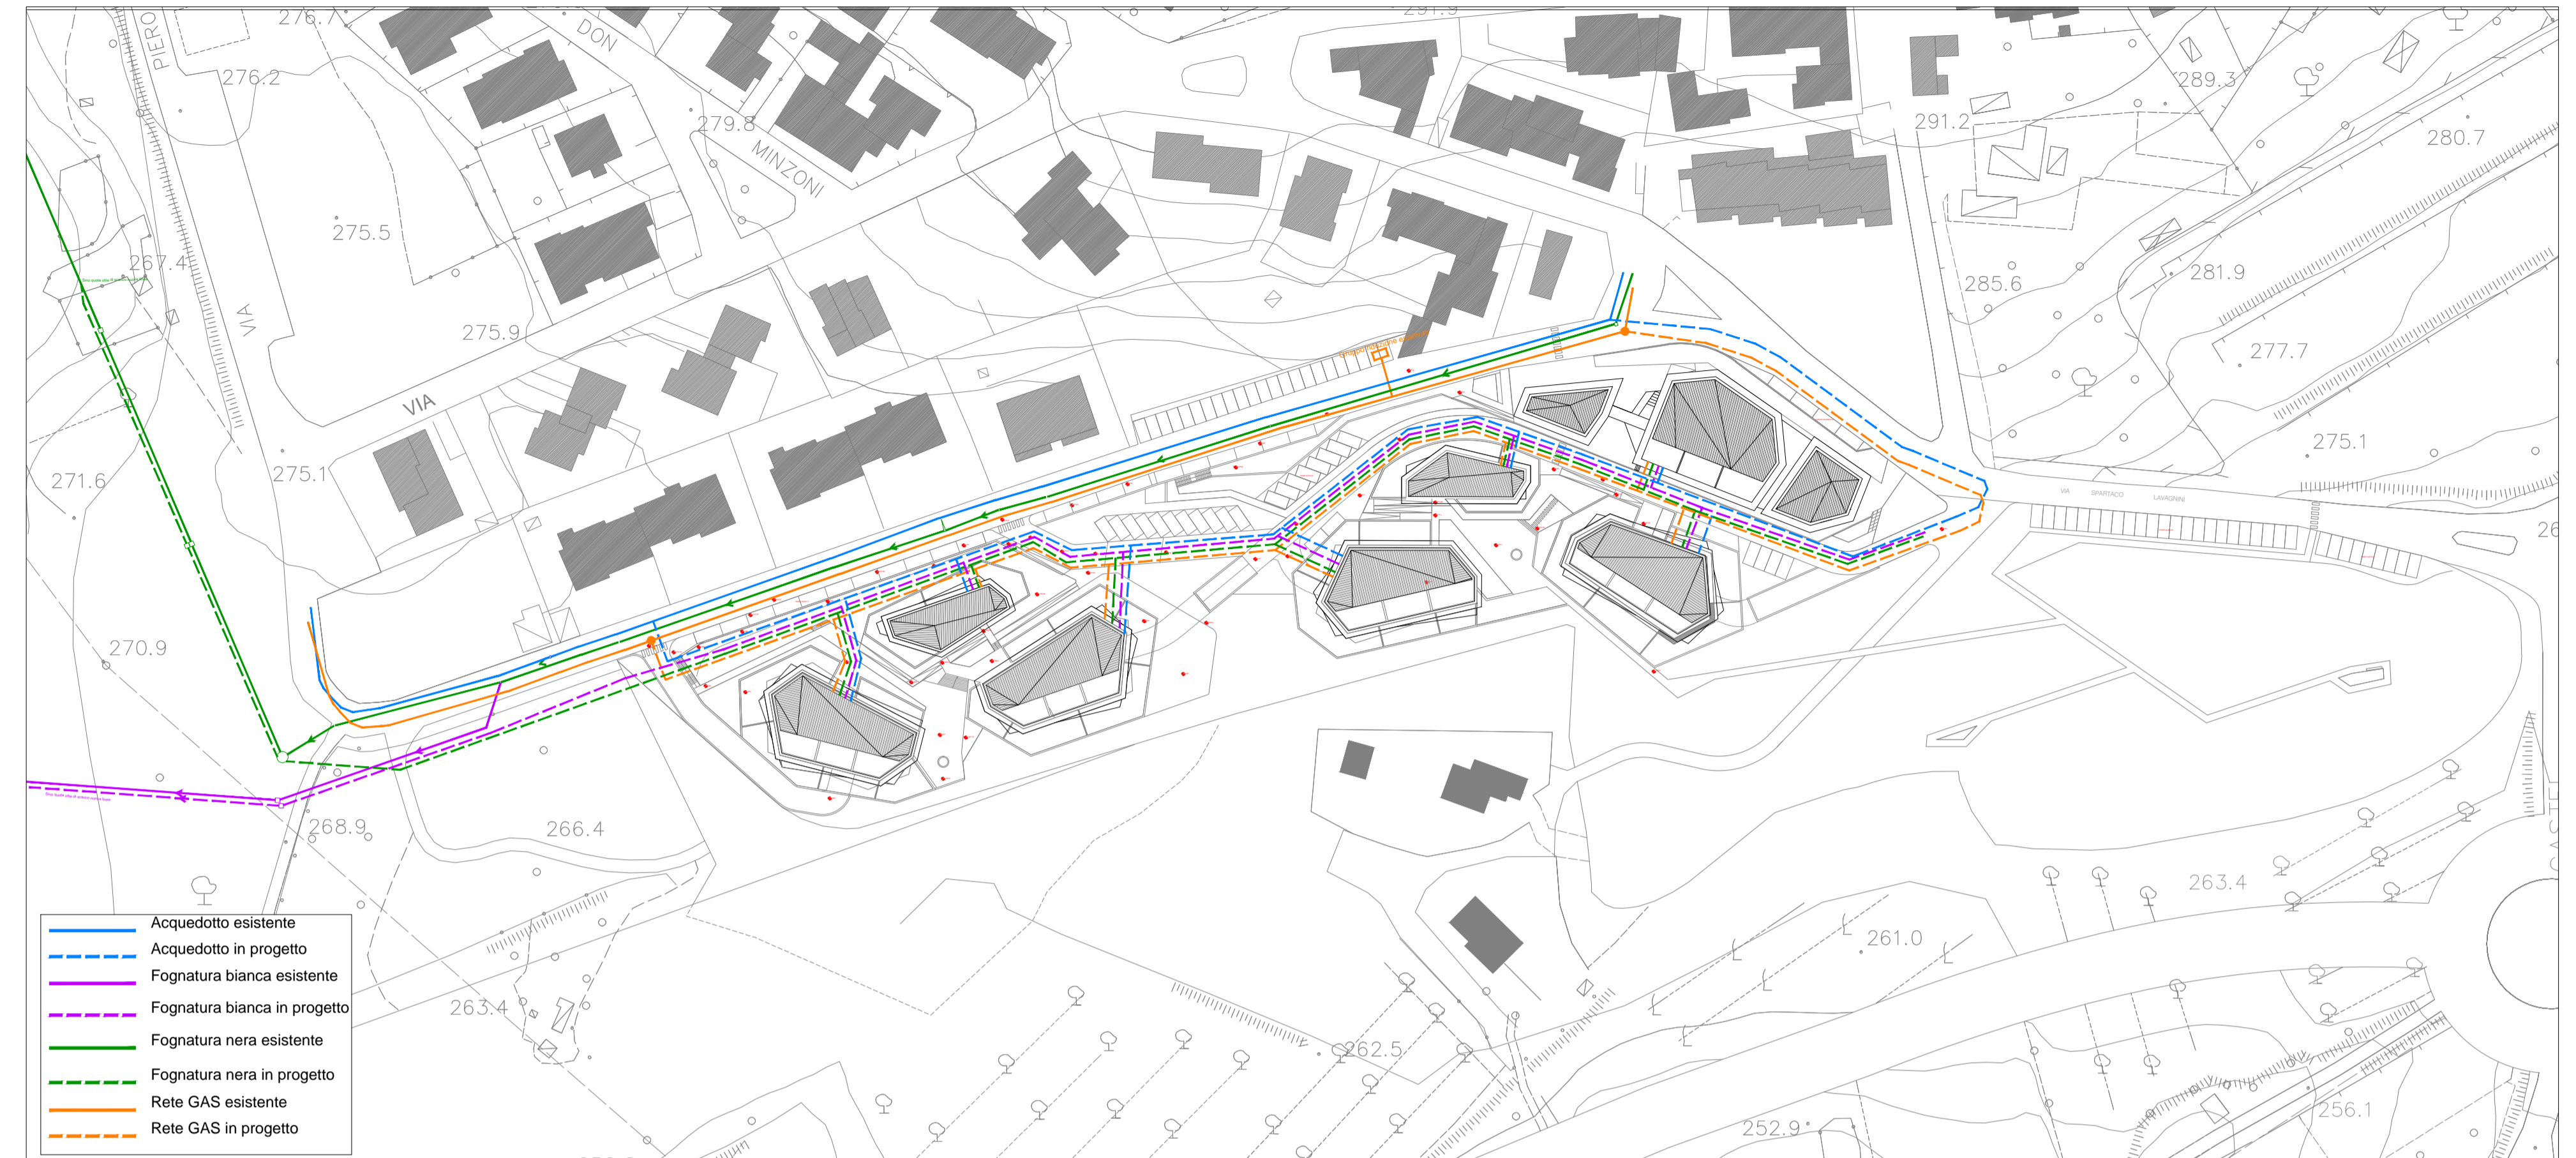 276.7
PIERO
DON
291.9
276.2
289.3
279.8
291.2
280.7
MINZONI
275.5
267.4
281.9
285.6
VIA
275.9
277.7
VIA
275.1
275.1
271.6
VIA SPARTACO LAVAGNINI
26
270.9
268.9
266.4
CASTE
263.4
Acquedotto esistente
Acquedotto in progetto
Fognatura bianca esistente
Fognatura bianca in progetto
Fognatura nera esistente
Fognatura nera in progetto
Rete GAS esistente
Rete GAS in progetto
261.0
263.4
262.5
256.1
252.9